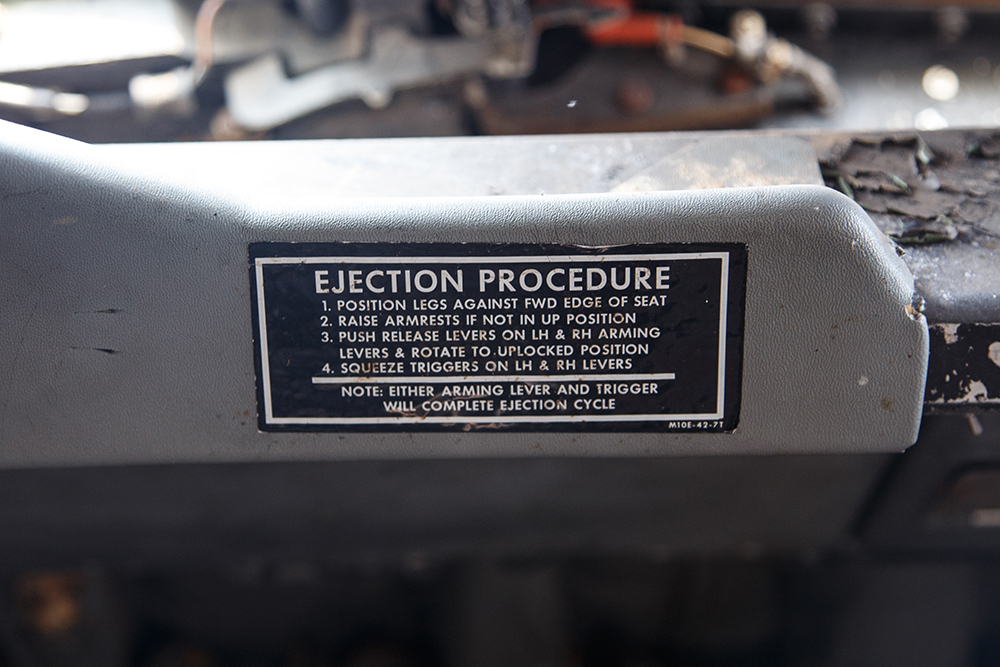 EJECTION PROCEDURE
1. POSITION LEGS AGAINST FWD EDGE OF SEAT
2. RAISE ARMRESTS IF NOT IN UP POSITION
3. PUSH RELEASE LEVERS ON LH & RH ARMING
LEVERS & ROTATE TO UPLOCKED POSITION
4. SQUEEZE TRIGGERS ON LH & RH LEVERS
NOTE: EITHER ARMING LEVER AND TRIGGER
WILL COMPLETE EJECTION CYCLE
M10E-42-7T